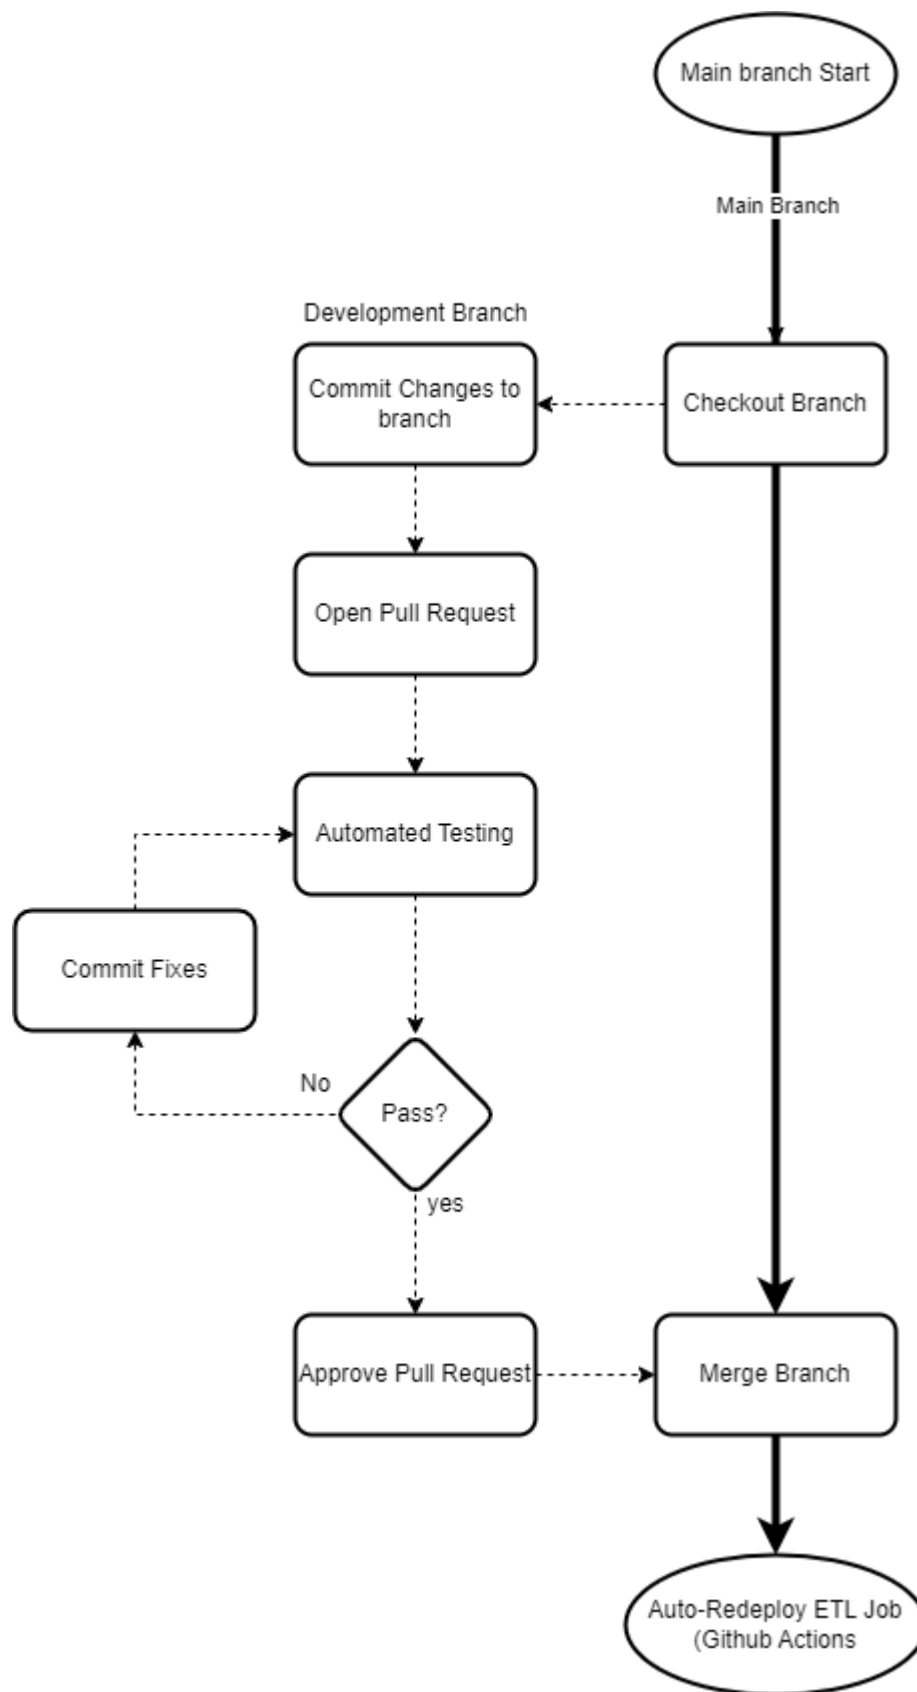 Main branch Start
Main Branch
Development Branch
Commit Changes to
branch
Checkout Branch
Open Pull Request
Automated Testing
Commit Fixes
No
Pass?
yes
Approve Pull Request
Merge Branch
Auto-Redeploy ETL Job
(Github Actions